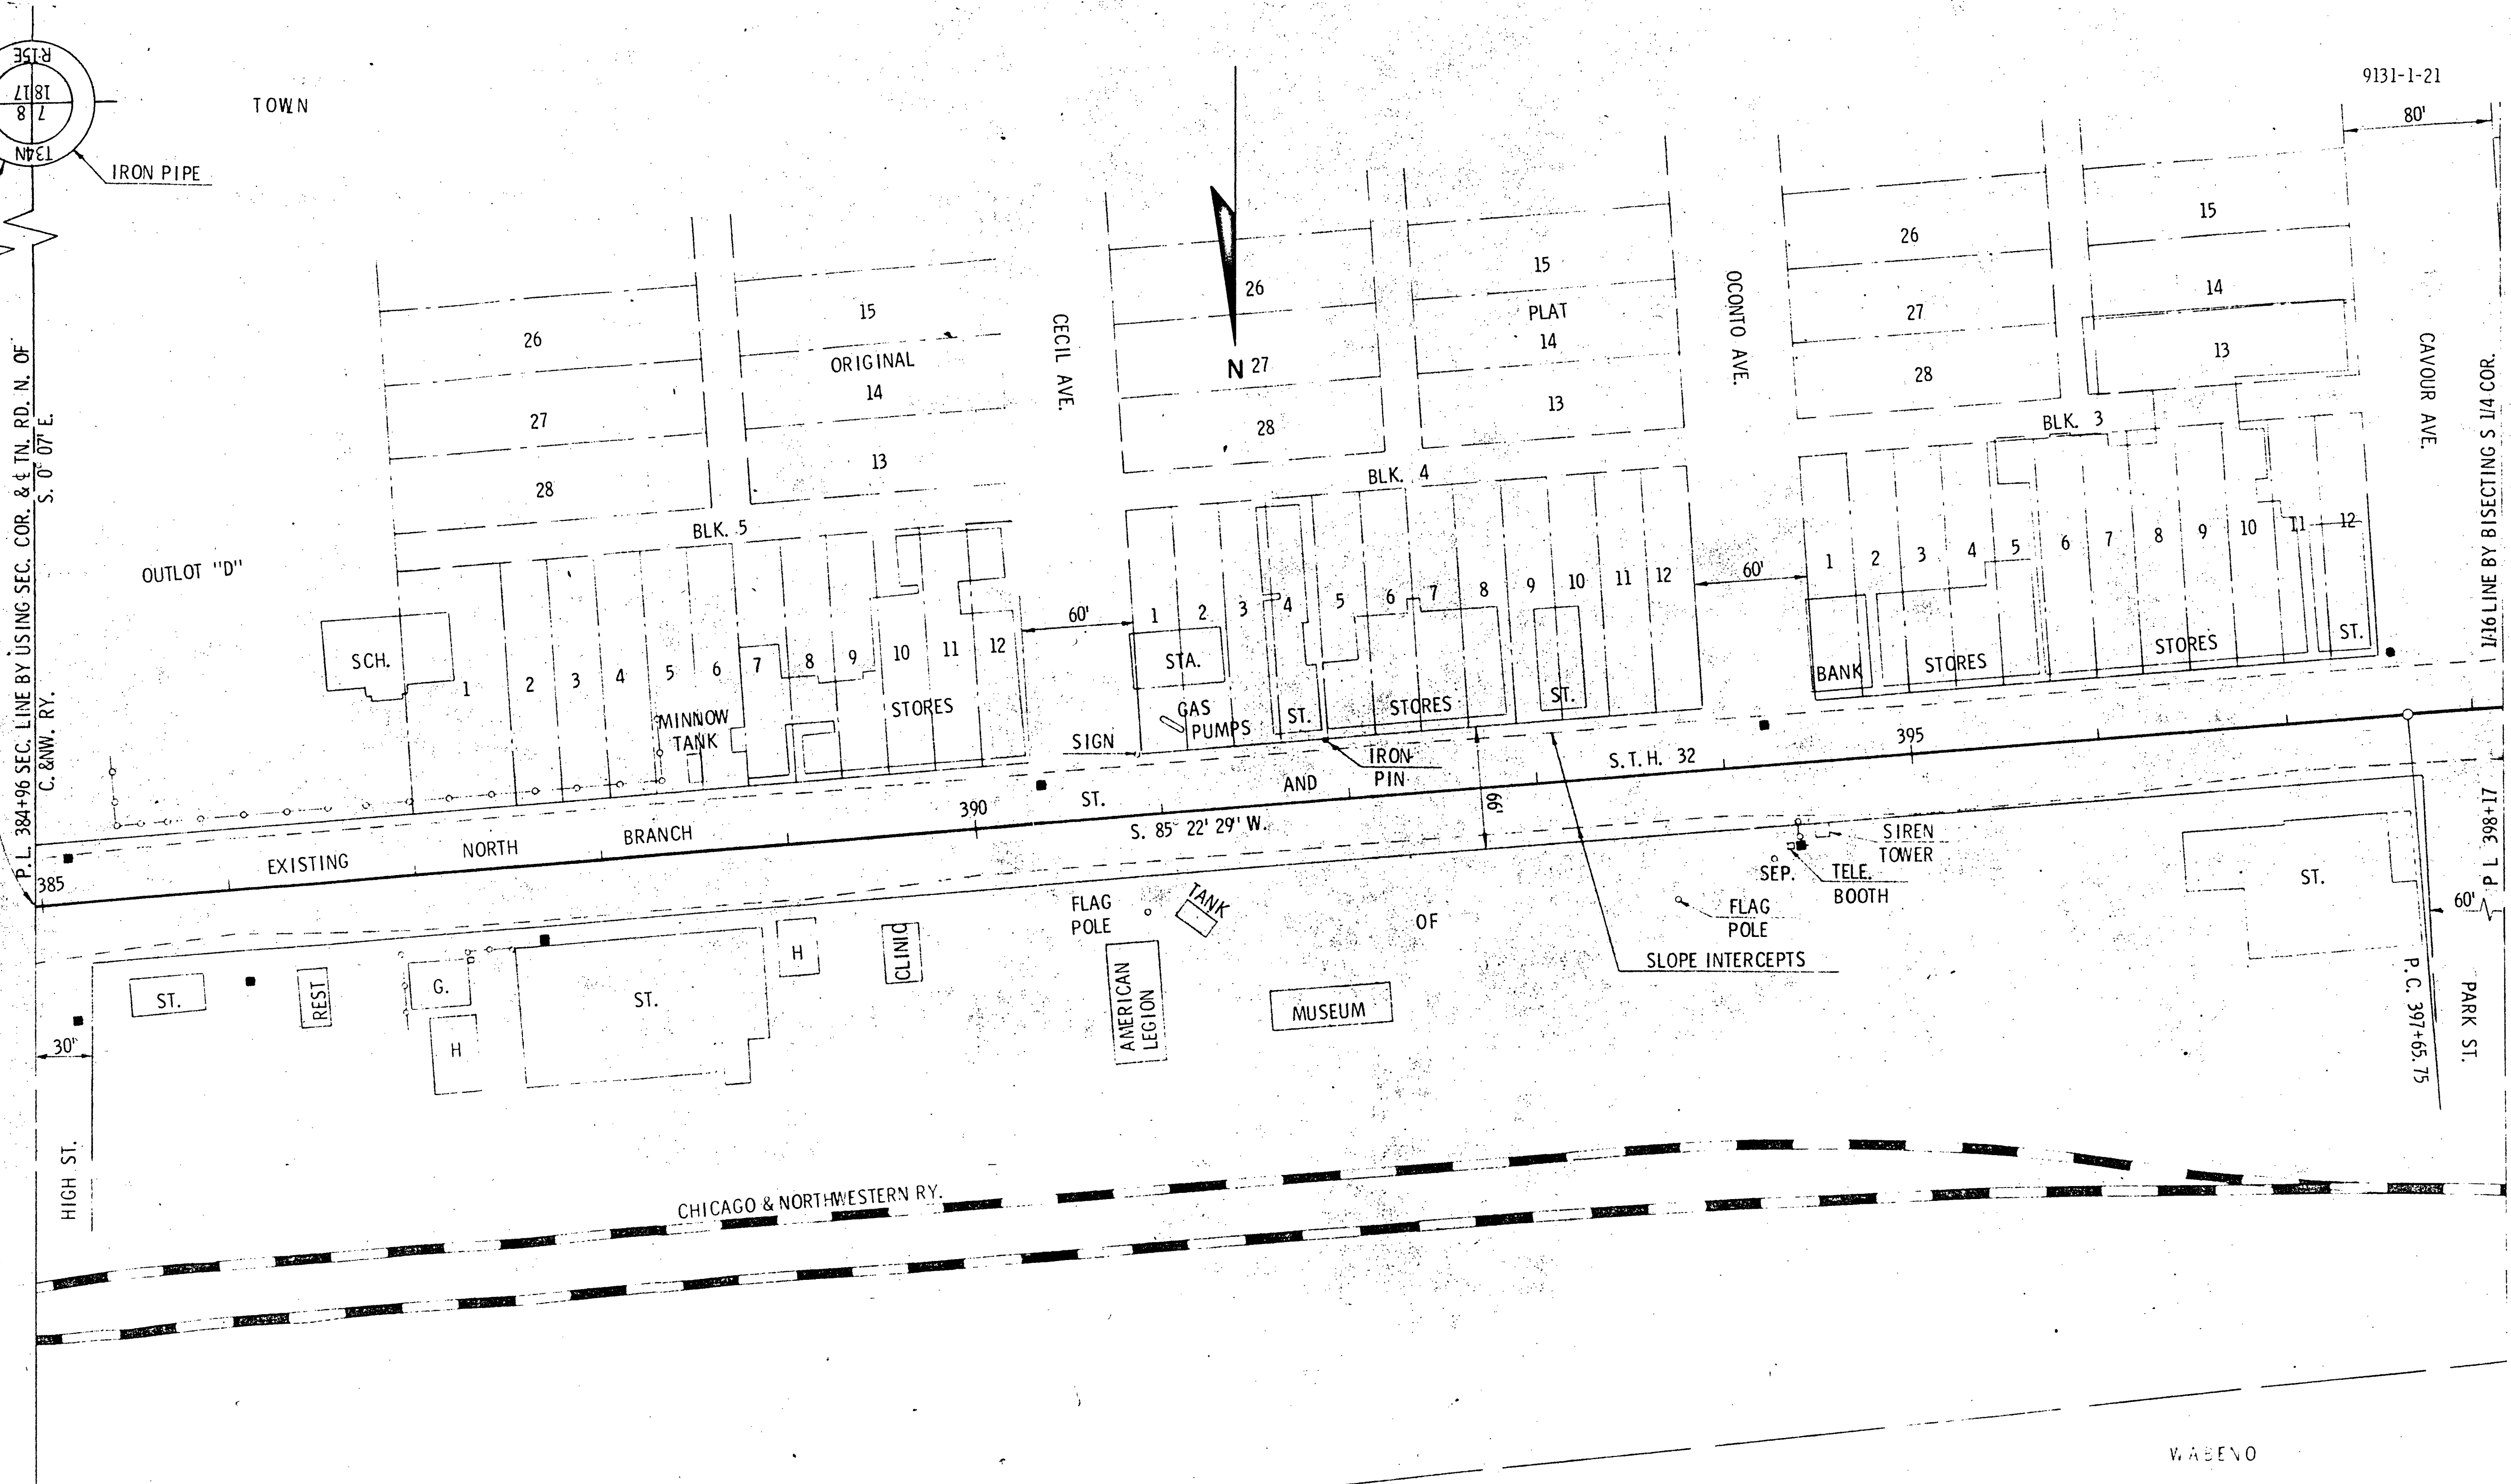 9131-1-21
80'
R-15E
18 17
7 8
T34N
IRON PIPE
TOWN
P.L. 384+96 SEC. LINE BY USING SEC. COR. & ℄ TN. RD. N. OF
C. &NW. RY.
S. 0° 07' E.
OUTLOT "D"
26
27
28
15
ORIGINAL
14
13
BLK. 5
CECIL AVE.
26
N
27
28
15
PLAT
14
13
BLK. 4
OCONTO AVE.
26
27
28
15
14
13
BLK. 3
CAVOUR AVE.
1/16 LINE BY BISECTING S 1/4 COR.
SCH.
1
2
3
4
5
6
7
8
9
10
11
12
MINNOW
TANK
STORES
60'
1
2
3
4
5
6
7
8
9
10
11
12
STA.
GAS
PUMPS
SIGN
ST.
STORES
ST.
IRON
PIN
60'
1
2
3
4
5
6
7
8
9
10
11
12
BANK
STORES
STORES
ST.
385
EXISTING
NORTH
BRANCH
390
ST.
AND
S.T.H. 32
395
S. 85° 22' 29" W.
66'
SIREN
TOWER
SEP.
TELE.
BOOTH
FLAG
POLE
SLOPE INTERCEPTS
FLAG
POLE
TANK
OF
ST.
REST
G.
H
ST.
H
CLINIC
AMERICAN
LEGION
MUSEUM
ST.
60'
P L 398+17
P.C. 397+65.75
PARK ST.
30"
HIGH ST.
CHICAGO & NORTHWESTERN RY.
WABENO